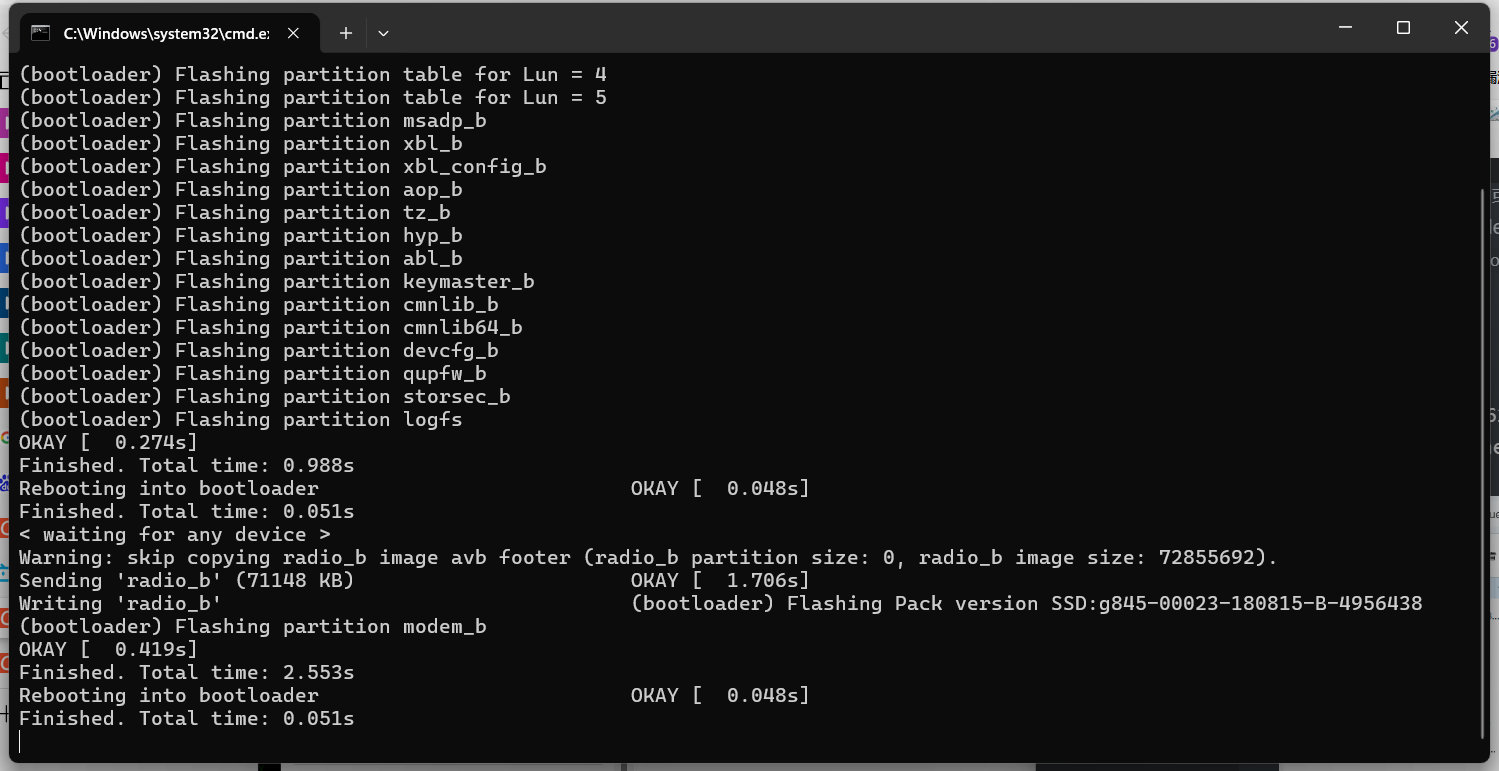 C:\Windows\system32\cmd.e
(bootloader) Flashing partition table for Lun = 4
(bootloader) Flashing partition table for Lun = 5
(bootloader) Flashing partition msadp_b
(bootloader) Flashing partition xbl_b
(bootloader) Flashing partition xbl_config_b
(bootloader) Flashing partition aop_b
(bootloader) Flashing partition tz_b
(bootloader) Flashing partition hyp_b
(bootloader) Flashing partition abl_b
(bootloader) Flashing partition keymaster_b
(bootloader) Flashing partition cmnlib_b
(bootloader) Flashing partition cmnlib64_b
(bootloader) Flashing partition devcfg_b
(bootloader) Flashing partition qupfw_b
(bootloader) Flashing partition storsec_b
(bootloader) Flashing partition logfs
OKAY [  0.274s]
Finished. Total time: 0.988s
Rebooting into bootloader                          OKAY [  0.048s]
Finished. Total time: 0.051s
< waiting for any device >
Warning: skip copying radio_b image avb footer (radio_b partition size: 0, radio_b image size: 72855692).
Sending 'radio_b' (71148 KB)                       OKAY [  1.706s]
Writing 'radio_b'                                  (bootloader) Flashing Pack version SSD:g845-00023-180815-B-4956438
(bootloader) Flashing partition modem_b
OKAY [  0.419s]
Finished. Total time: 2.553s
Rebooting into bootloader                          OKAY [  0.048s]
Finished. Total time: 0.051s